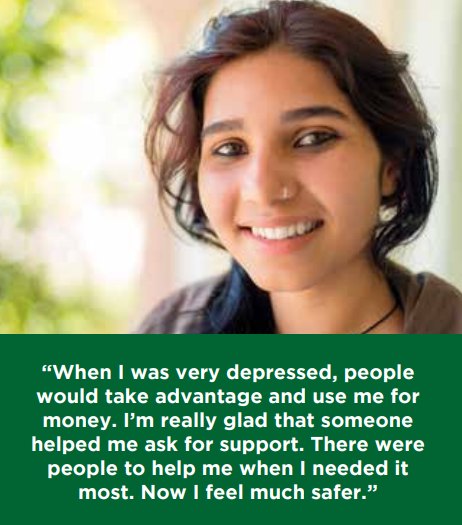 “When I was very depressed, people
would take advantage and use me for
money. I’m really glad that someone
helped me ask for support. There were
people to help me when I needed it
most. Now I feel much safer.”